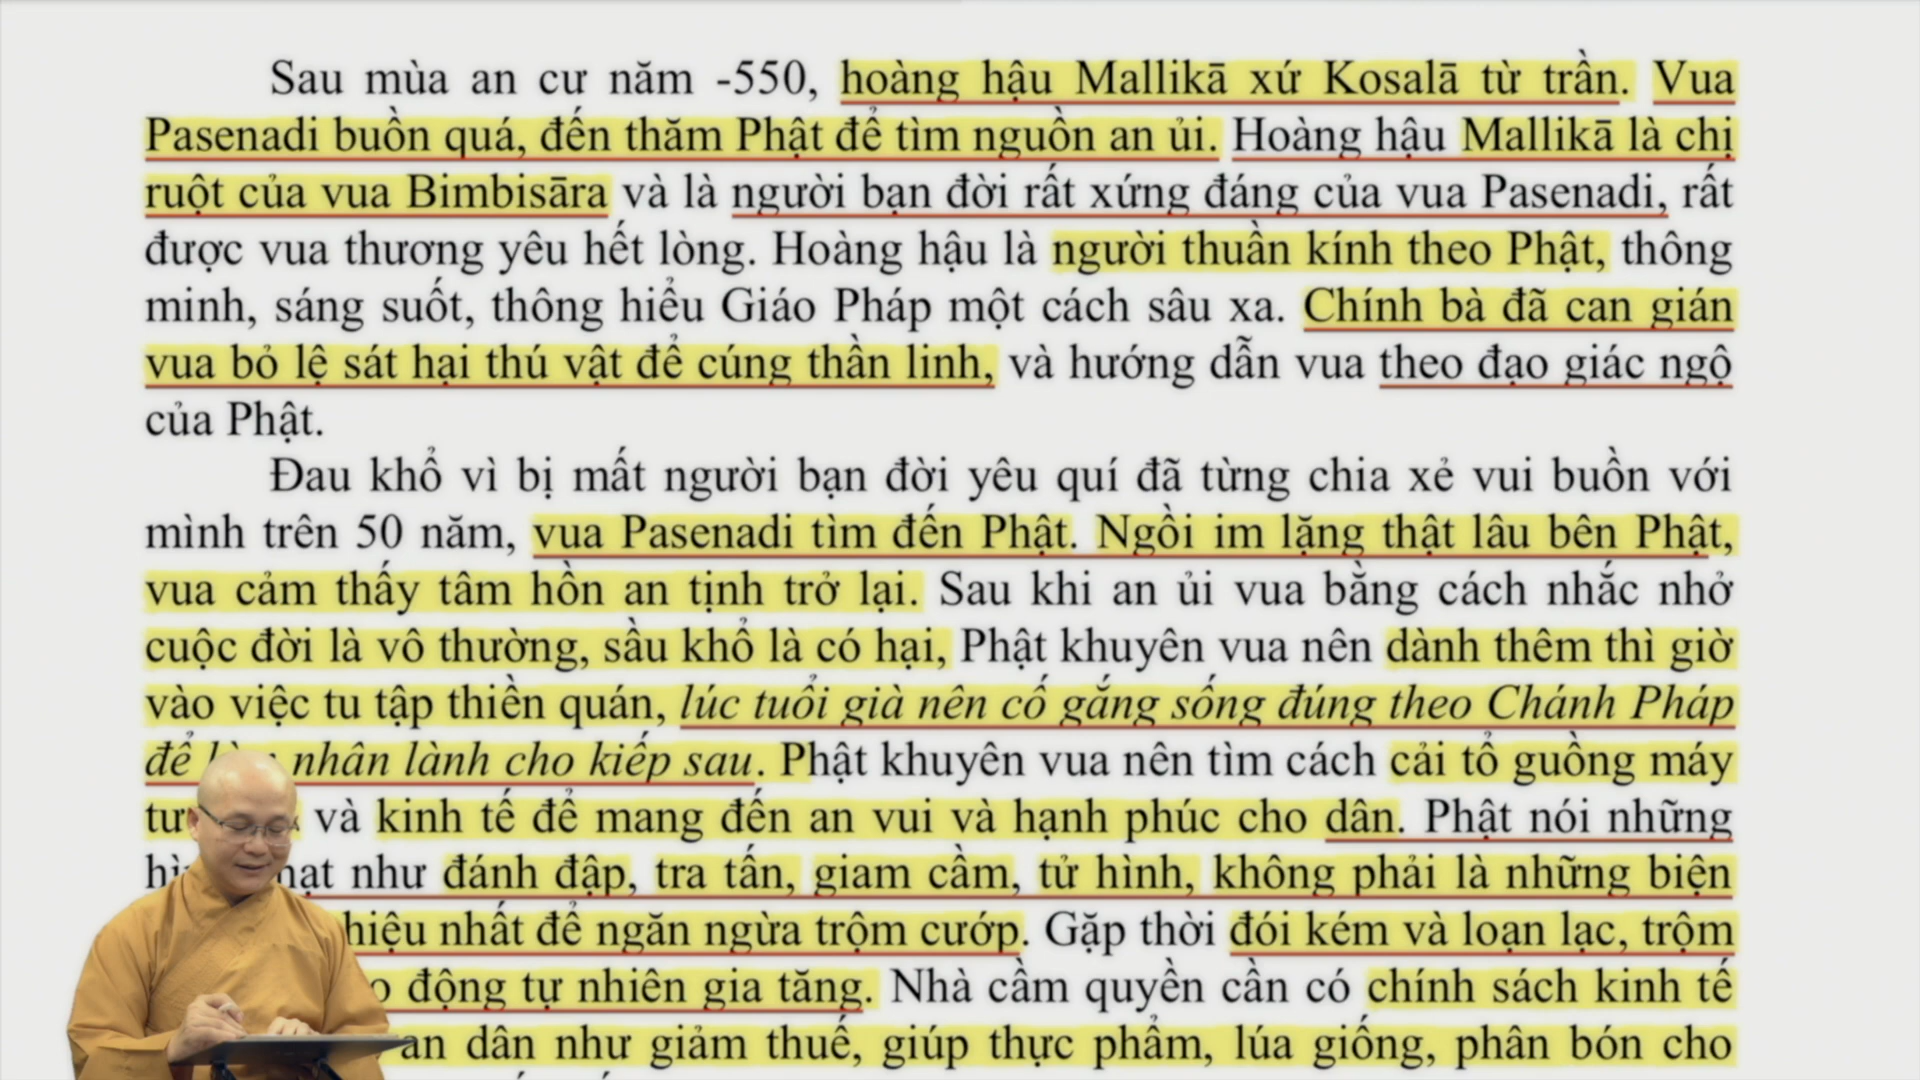 Sau mùa an cư năm -550, hoàng hậu Mallikā xứ Kosalā từ trần. Vua
Pasenadi buồn quá, đến thăm Phật để tìm nguồn an ủi. Hoàng hậu Mallikā là chị
ruột của vua Bimbisāra và là người bạn đời rất xứng đáng của vua Pasenadi, rất
được vua thương yêu hết lòng. Hoàng hậu là người thuần kính theo Phật, thông
minh, sáng suốt, thông hiểu Giáo Pháp một cách sâu xa. Chính bà đã can gián
vua bỏ lệ sát hại thú vật để cúng thần linh, và hướng dẫn vua theo đạo giác ngộ
của Phật.
Đau khổ vì bị mất người bạn đời yêu quí đã từng chia xẻ vui buồn với
mình trên 50 năm, vua Pasenadi tìm đến Phật. Ngồi im lặng thật lâu bên Phật,
vua cảm thấy tâm hồn an tịnh trở lại. Sau khi an ủi vua bằng cách nhắc nhở
cuộc đời là vô thường, sầu khổ là có hại, Phật khuyên vua nên dành thêm thì giờ
vào việc tu tập thiền quán, lúc tuổi già nên cố gắng sống đúng theo Chánh Pháp
để nhân lành cho kiếp sau. Phật khuyên vua nên tìm cách cải tổ guồng máy
và kinh tế để mang đến an vui và hạnh phúc cho dân. Phật nói những
như đánh đập, tra tấn, giam cầm, tử hình, không phải là những biện
hiệu nhất để ngăn ngừa trộm cướp. Gặp thời đói kém và loạn lạc, trộm
động tự nhiên gia tăng. Nhà cầm quyền cần có chính sách kinh tế
an dân như giảm thuế, giúp thực phẩm, lúa giống, phân bón cho